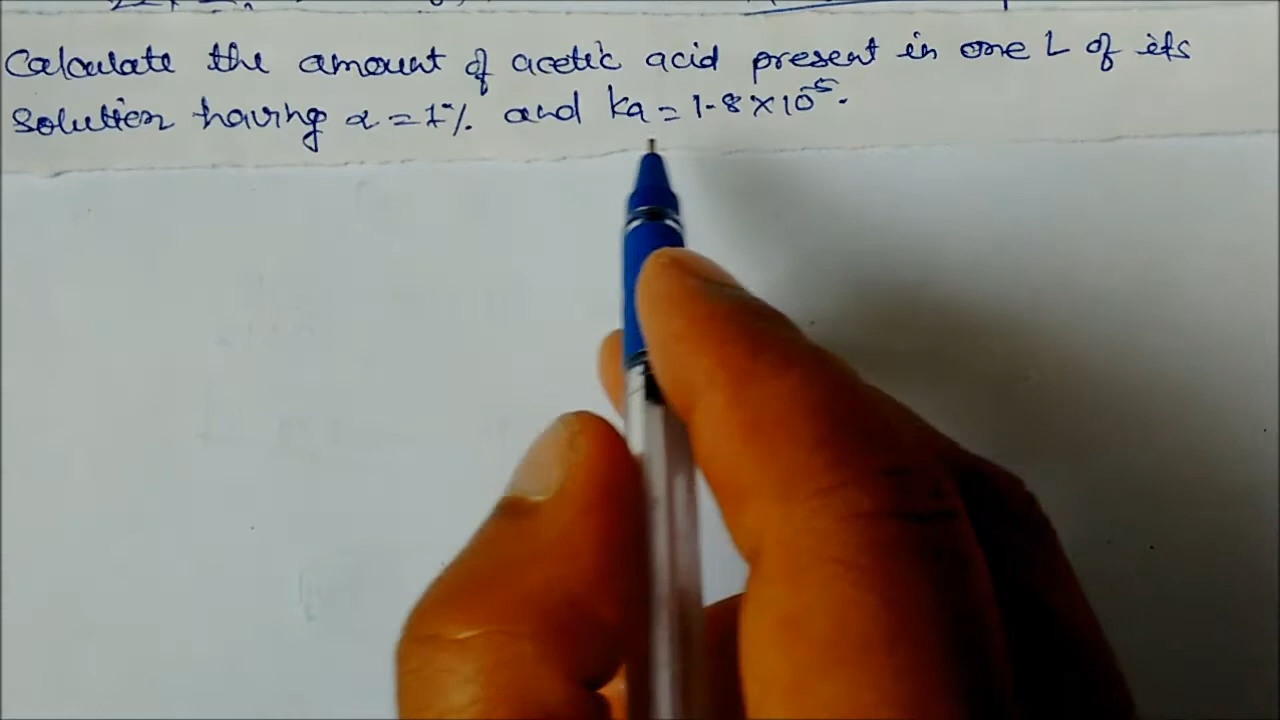 Calculate the amount of acetic acid present in one L of its
solution having α = 1% and ka = 1.8 × 10⁻⁵.